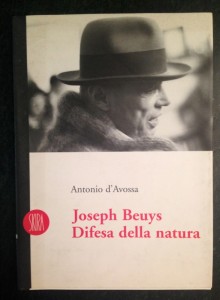 Antonio d'Avossa
Joseph Beuys
Difesa della natura
SKIRA